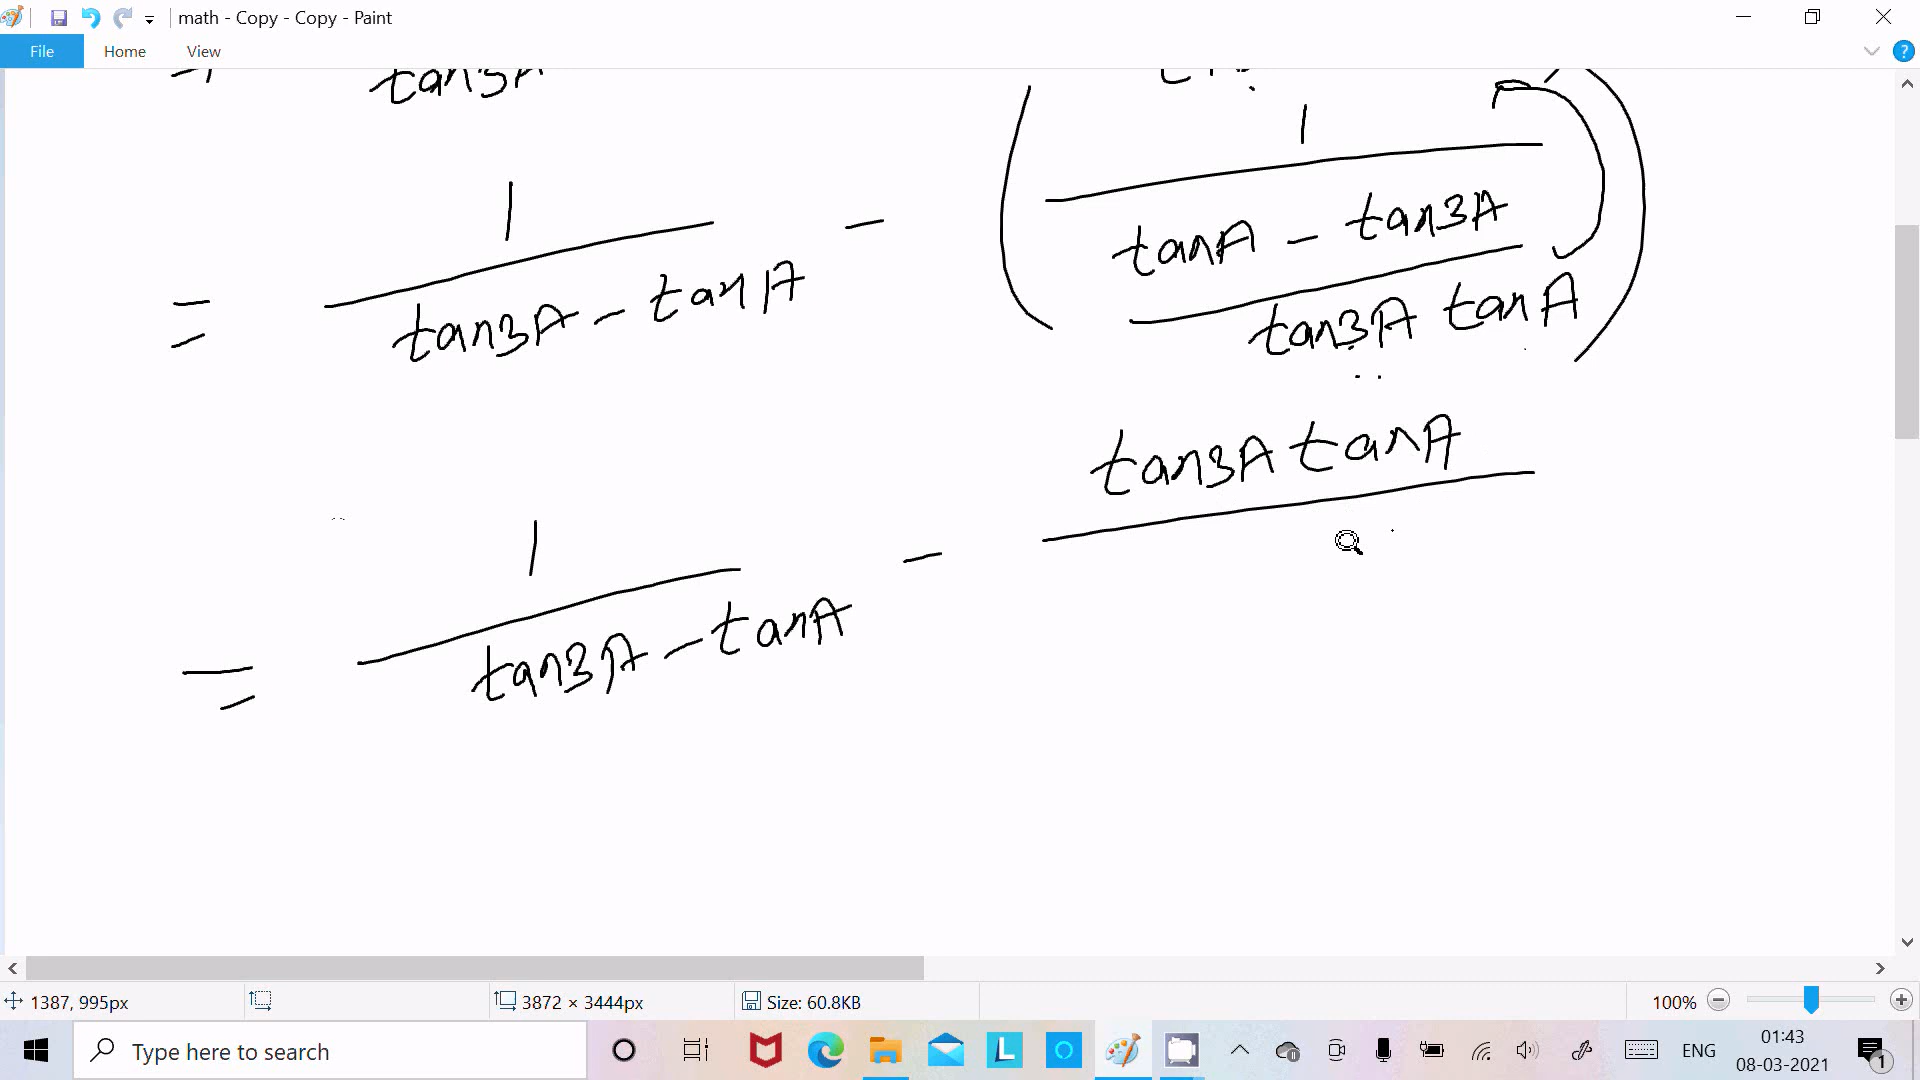 math - Copy - Copy - Paint
File Home View
tan3A
1
= 1 / tan3A - tanA - ( 1 / tanA - tan3A / tan3A tanA )
tan3A tanA
= 1 / tan3A - tanA -
1387, 995px
3872 × 3444px
Size: 60.8KB
100%
Type here to search
ENG
01:43
08-03-2021
1